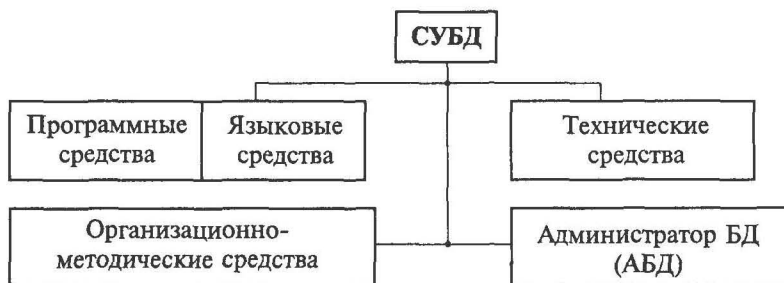 СУБД
Программные
средства
Языковые
средства
Технические
средства
Организационно-
методические средства
Администратор БД
(АБД)